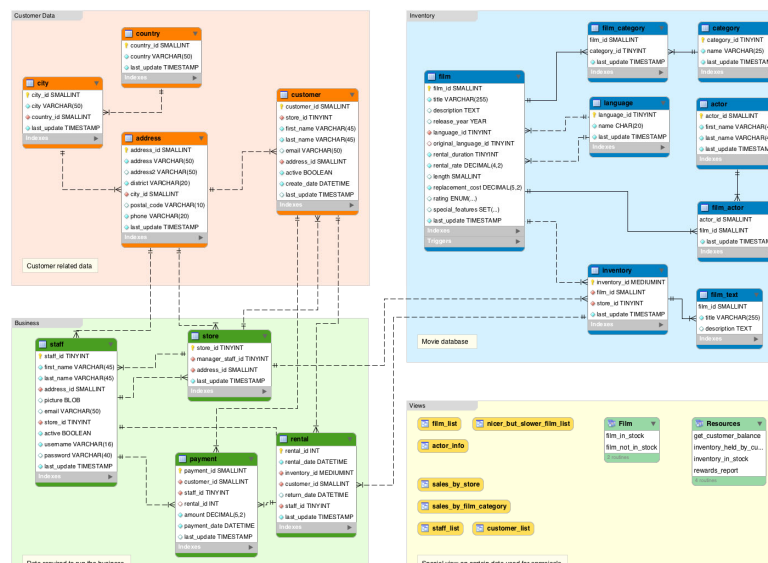 Customer Data
country
country_id SMALLINT
country VARCHAR(50)
last_update TIMESTAMP
Indexes
city
city_id SMALLINT
city VARCHAR(50)
country_id SMALLINT
last_update TIMESTAMP
Indexes
address
address_id SMALLINT
address VARCHAR(50)
address2 VARCHAR(50)
district VARCHAR(20)
city_id SMALLINT
postal_code VARCHAR(10)
phone VARCHAR(20)
last_update TIMESTAMP
Indexes
customer
customer_id SMALLINT
store_id TINYINT
first_name VARCHAR(45)
last_name VARCHAR(45)
email VARCHAR(50)
address_id SMALLINT
active BOOLEAN
create_date DATETIME
last_update TIMESTAMP
Indexes
Customer related data
Inventory
film
film_id SMALLINT
title VARCHAR(255)
description TEXT
release_year YEAR
language_id TINYINT
original_language_id TINYINT
rental_duration TINYINT
rental_rate DECIMAL(4,2)
length SMALLINT
replacement_cost DECIMAL(5,2)
rating ENUM(...)
special_features SET(...)
last_update TIMESTAMP
Indexes
Triggers
film_category
film_id SMALLINT
category_id TINYINT
last_update TIMESTAMP
Indexes
category
category_id TINYINT
name VARCHAR(25)
last_update TIMESTAM
Indexes
language
language_id TINYINT
name CHAR(20)
last_update TIMESTAMP
Indexes
actor
actor_id SMALLINT
first_name VARCHAR(
last_name VARCHAR(
last_update TIMESTAM
Indexes
film_actor
actor_id SMALLINT
film_id SMALLINT
last_update TIMESTAM
Indexes
inventory
inventory_id MEDIUMINT
film_id SMALLINT
store_id TINYINT
last_update TIMESTAMP
Indexes
film_text
film_id SMALLINT
title VARCHAR(255)
description TEXT
Indexes
Movie database
Business
staff
staff_id TINYINT
first_name VARCHAR(45)
last_name VARCHAR(45)
address_id SMALLINT
picture BLOB
email VARCHAR(50)
store_id TINYINT
active BOOLEAN
username VARCHAR(16)
password VARCHAR(40)
last_update TIMESTAMP
Indexes
store
store_id TINYINT
manager_staff_id TINYINT
address_id SMALLINT
last_update TIMESTAMP
Indexes
payment
payment_id SMALLINT
customer_id SMALLINT
staff_id TINYINT
rental_id INT
amount DECIMAL(5,2)
payment_date DATETIME
last_update TIMESTAMP
Indexes
rental
rental_id INT
rental_date DATETIME
inventory_id MEDIUMINT
customer_id SMALLINT
return_date DATETIME
staff_id TINYINT
last_update TIMESTAMP
Indexes
Views
film_list
nicer_but_slower_film_list
actor_info
sales_by_store
sales_by_film_category
staff_list
customer_list
Film
film_in_stock
film_not_in_stock
Resources
get_customer_balance
inventory_held_by_cu...
inventory_in_stock
rewards_report
4 routines